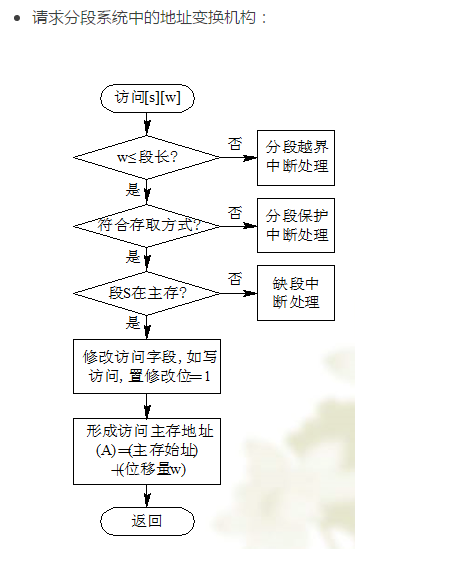 请求分段系统中的地址变换机构：
访问[s][w]
w≤段长?
否
分段越界
中断处理
是
符合存取方式?
否
分段保护
中断处理
是
段S在主存?
否
缺段中
断处理
是
修改访问字段, 如写
访问, 置修改位=1
形成访问主存地址
(A)=(主存始址)
+(位移量w)
返回